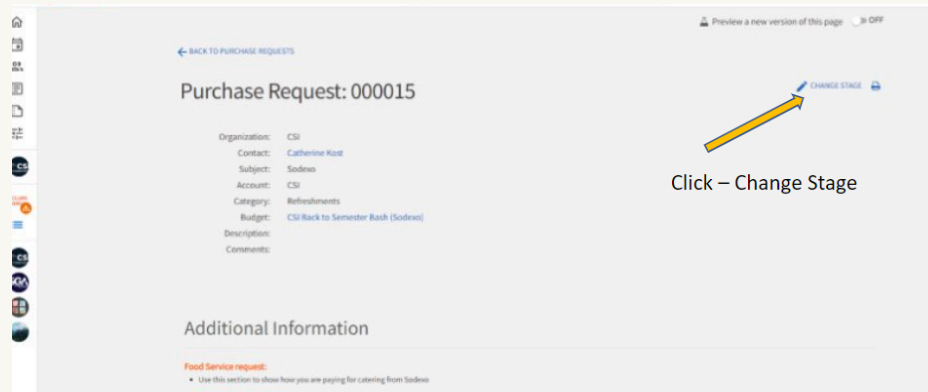 Preview a new version of this page OFF
BACK TO PURCHASE REQUESTS
Purchase Request: 000015
CHANGE STAGE
Organization: CSI
Contact: Catherine Kost
Subject: Sodexo
Account: CSI
Category: Refreshments
Budget: CSI Back to Semester Bash (Sodexo)
Description:
Comments:
Click – Change Stage
Additional Information
Food Service request:
Use this section to show how you are paying for catering from Sodexo